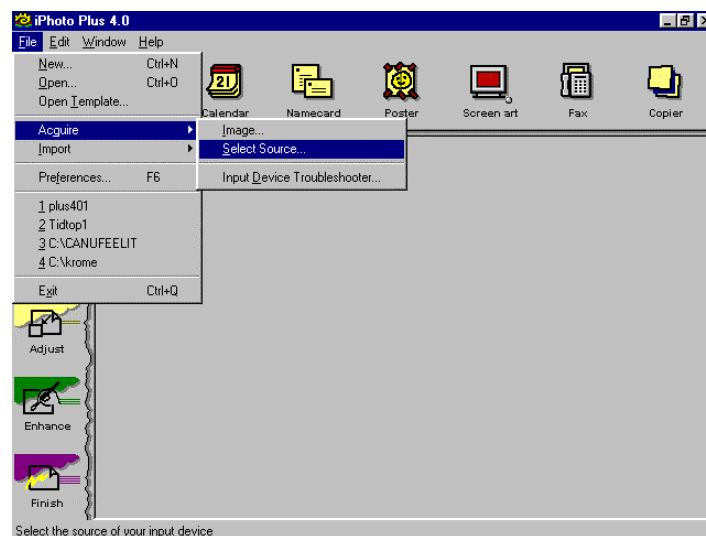 iPhoto Plus 4.0
File Edit Window Help
New... Ctrl+N
Open... Ctrl+O
Open Template...
Acquire
Import
Preferences... F6
1 plus401
2 Tidtop1
3 C:\CANUFEELIT
4 C:\krome
Exit Ctrl+Q
Image...
Select Source...
Input Device Troubleshooter...
21
Calendar Namecard Poster Screen art Fax Copier
Adjust
Enhance
Finish
Select the source of your input device